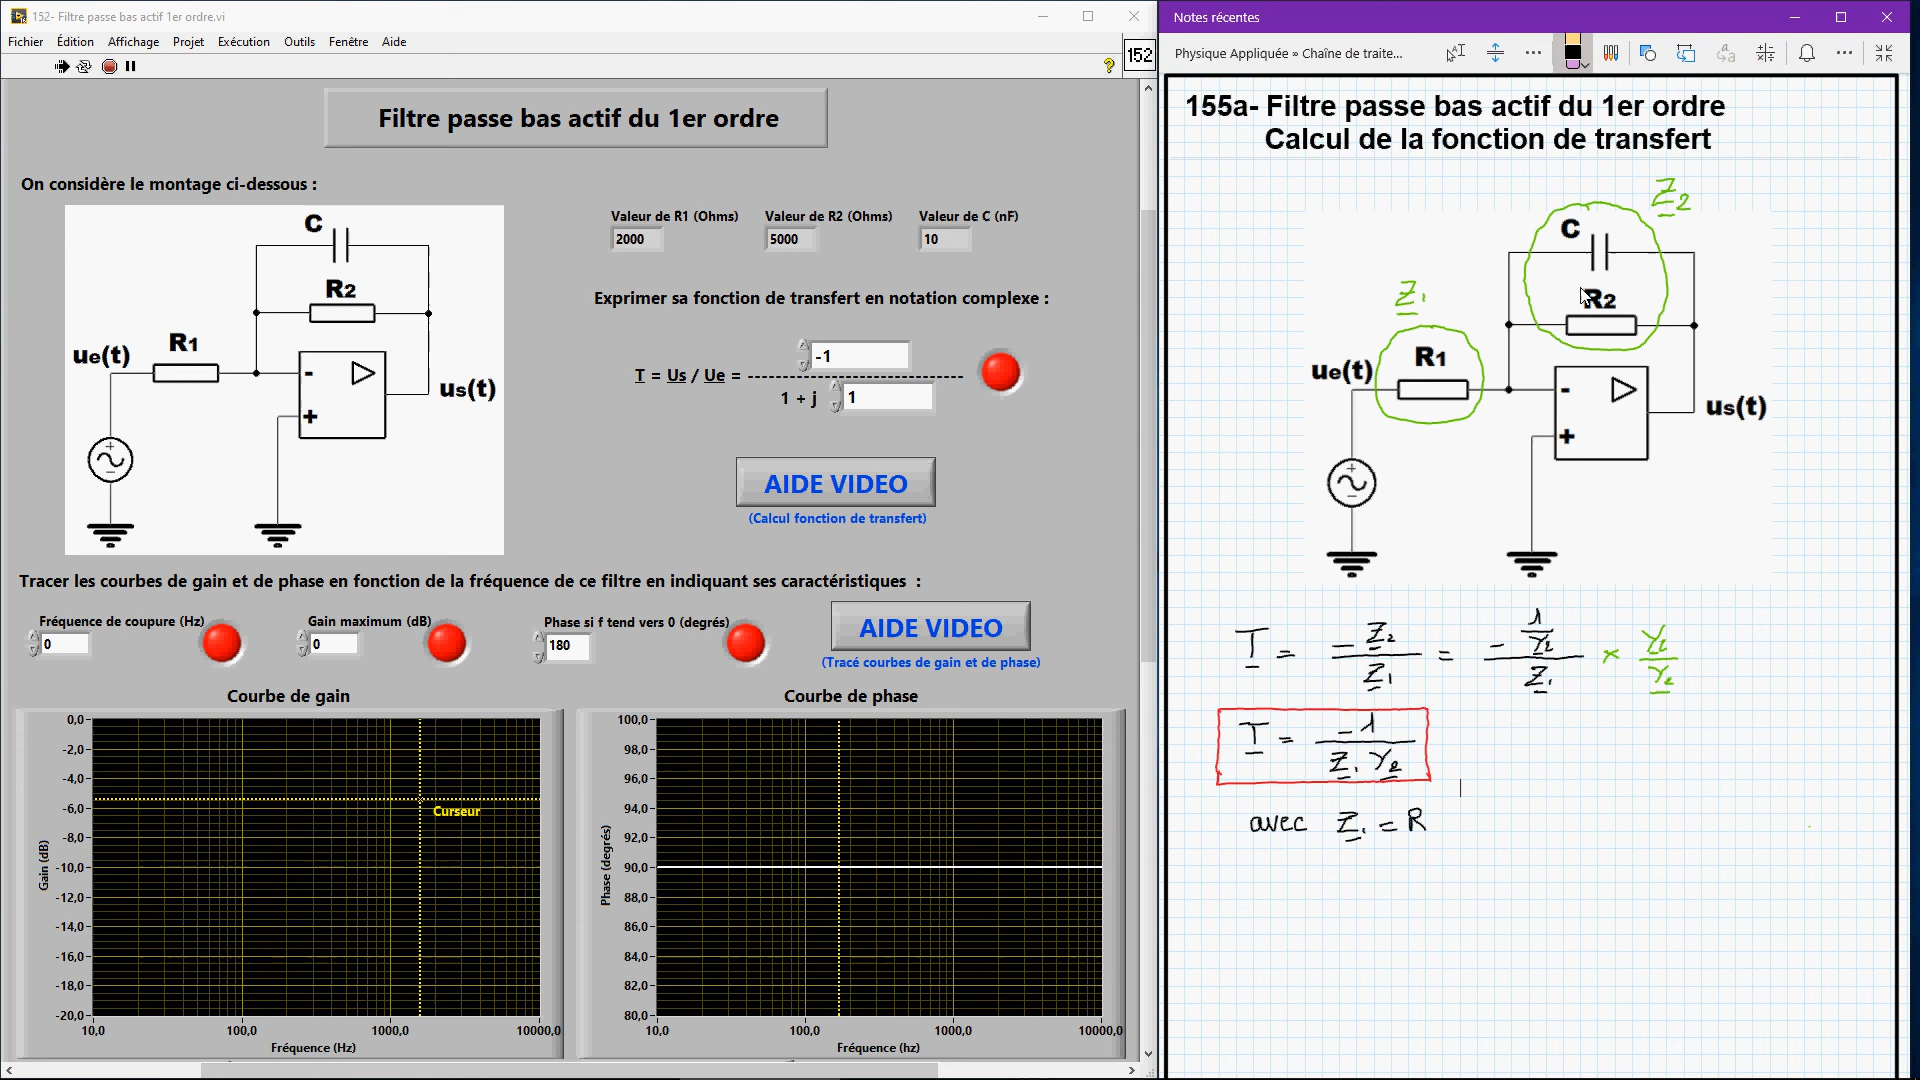 152- Filtre passe bas actif 1er ordre.vi
Fichier Édition Affichage Projet Exécution Outils Fenêtre Aide
152
Filtre passe bas actif du 1er ordre
On considère le montage ci-dessous :
C
R2
R1
ue(t)
us(t)
-
+
Valeur de R1 (Ohms) Valeur de R2 (Ohms) Valeur de C (nF)
2000 5000 10
Exprimer sa fonction de transfert en notation complexe :
-1
T = Us / Ue = ------------------------------
1 + j 1
AIDE VIDEO
(Calcul fonction de transfert)
Tracer les courbes de gain et de phase en fonction de la fréquence de ce filtre en indiquant ses caractéristiques :
Fréquence de coupure (Hz) Gain maximum (dB) Phase si f tend vers 0 (degrés)
0 0 180
AIDE VIDEO
(Tracé courbes de gain et de phase)
Courbe de gain
0,0
-2,0
-4,0
-6,0
-8,0
-10,0
-12,0
-14,0
-16,0
-18,0
-20,0
Curseur
Gain (dB)
10,0 100,0 1000,0 10000,0
Fréquence (Hz)
Courbe de phase
100,0
98,0
96,0
94,0
92,0
90,0
88,0
86,0
84,0
82,0
80,0
Phase (degrés)
10,0 100,0 1000,0 10000,0
Fréquence (hz)
Notes récentes
Physique Appliquée » Chaîne de traite...
155a- Filtre passe bas actif du 1er ordre
Calcul de la fonction de transfert
Z2
C
Z1
R2
R1
ue(t)
us(t)
-
+
T = -Z2 / Z1 = - (1 / Y2) / Z1 × Y2 / Y2
T = -1 / Z1 . Y2
avec Z1 = R